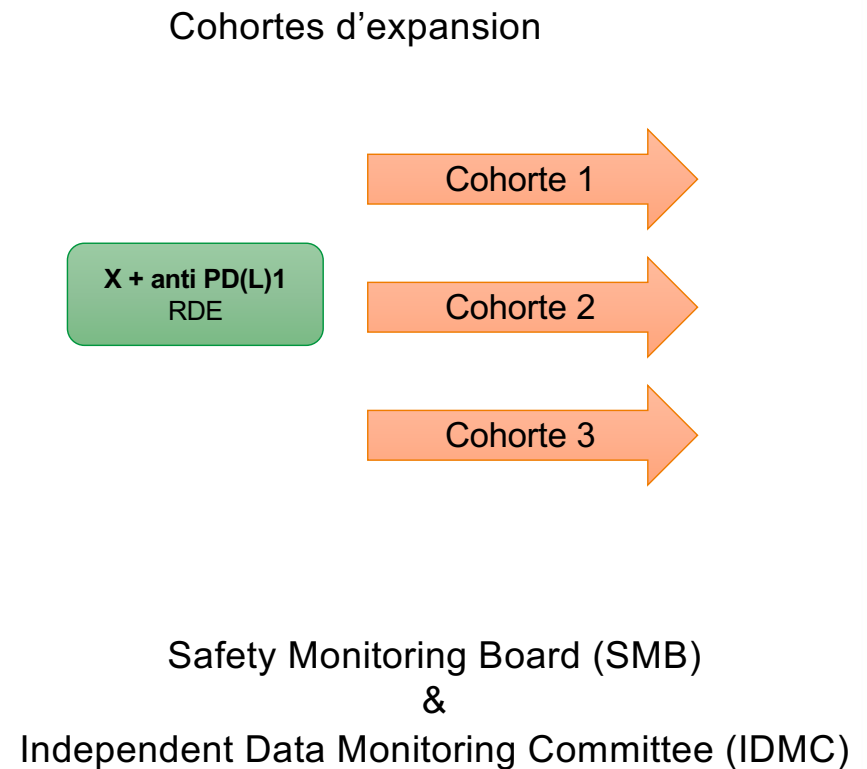 Cohortes d’expansion
Cohorte 1
X + anti PD(L)1
RDE
Cohorte 2
Cohorte 3
Safety Monitoring Board (SMB)
&
Independent Data Monitoring Committee (IDMC)